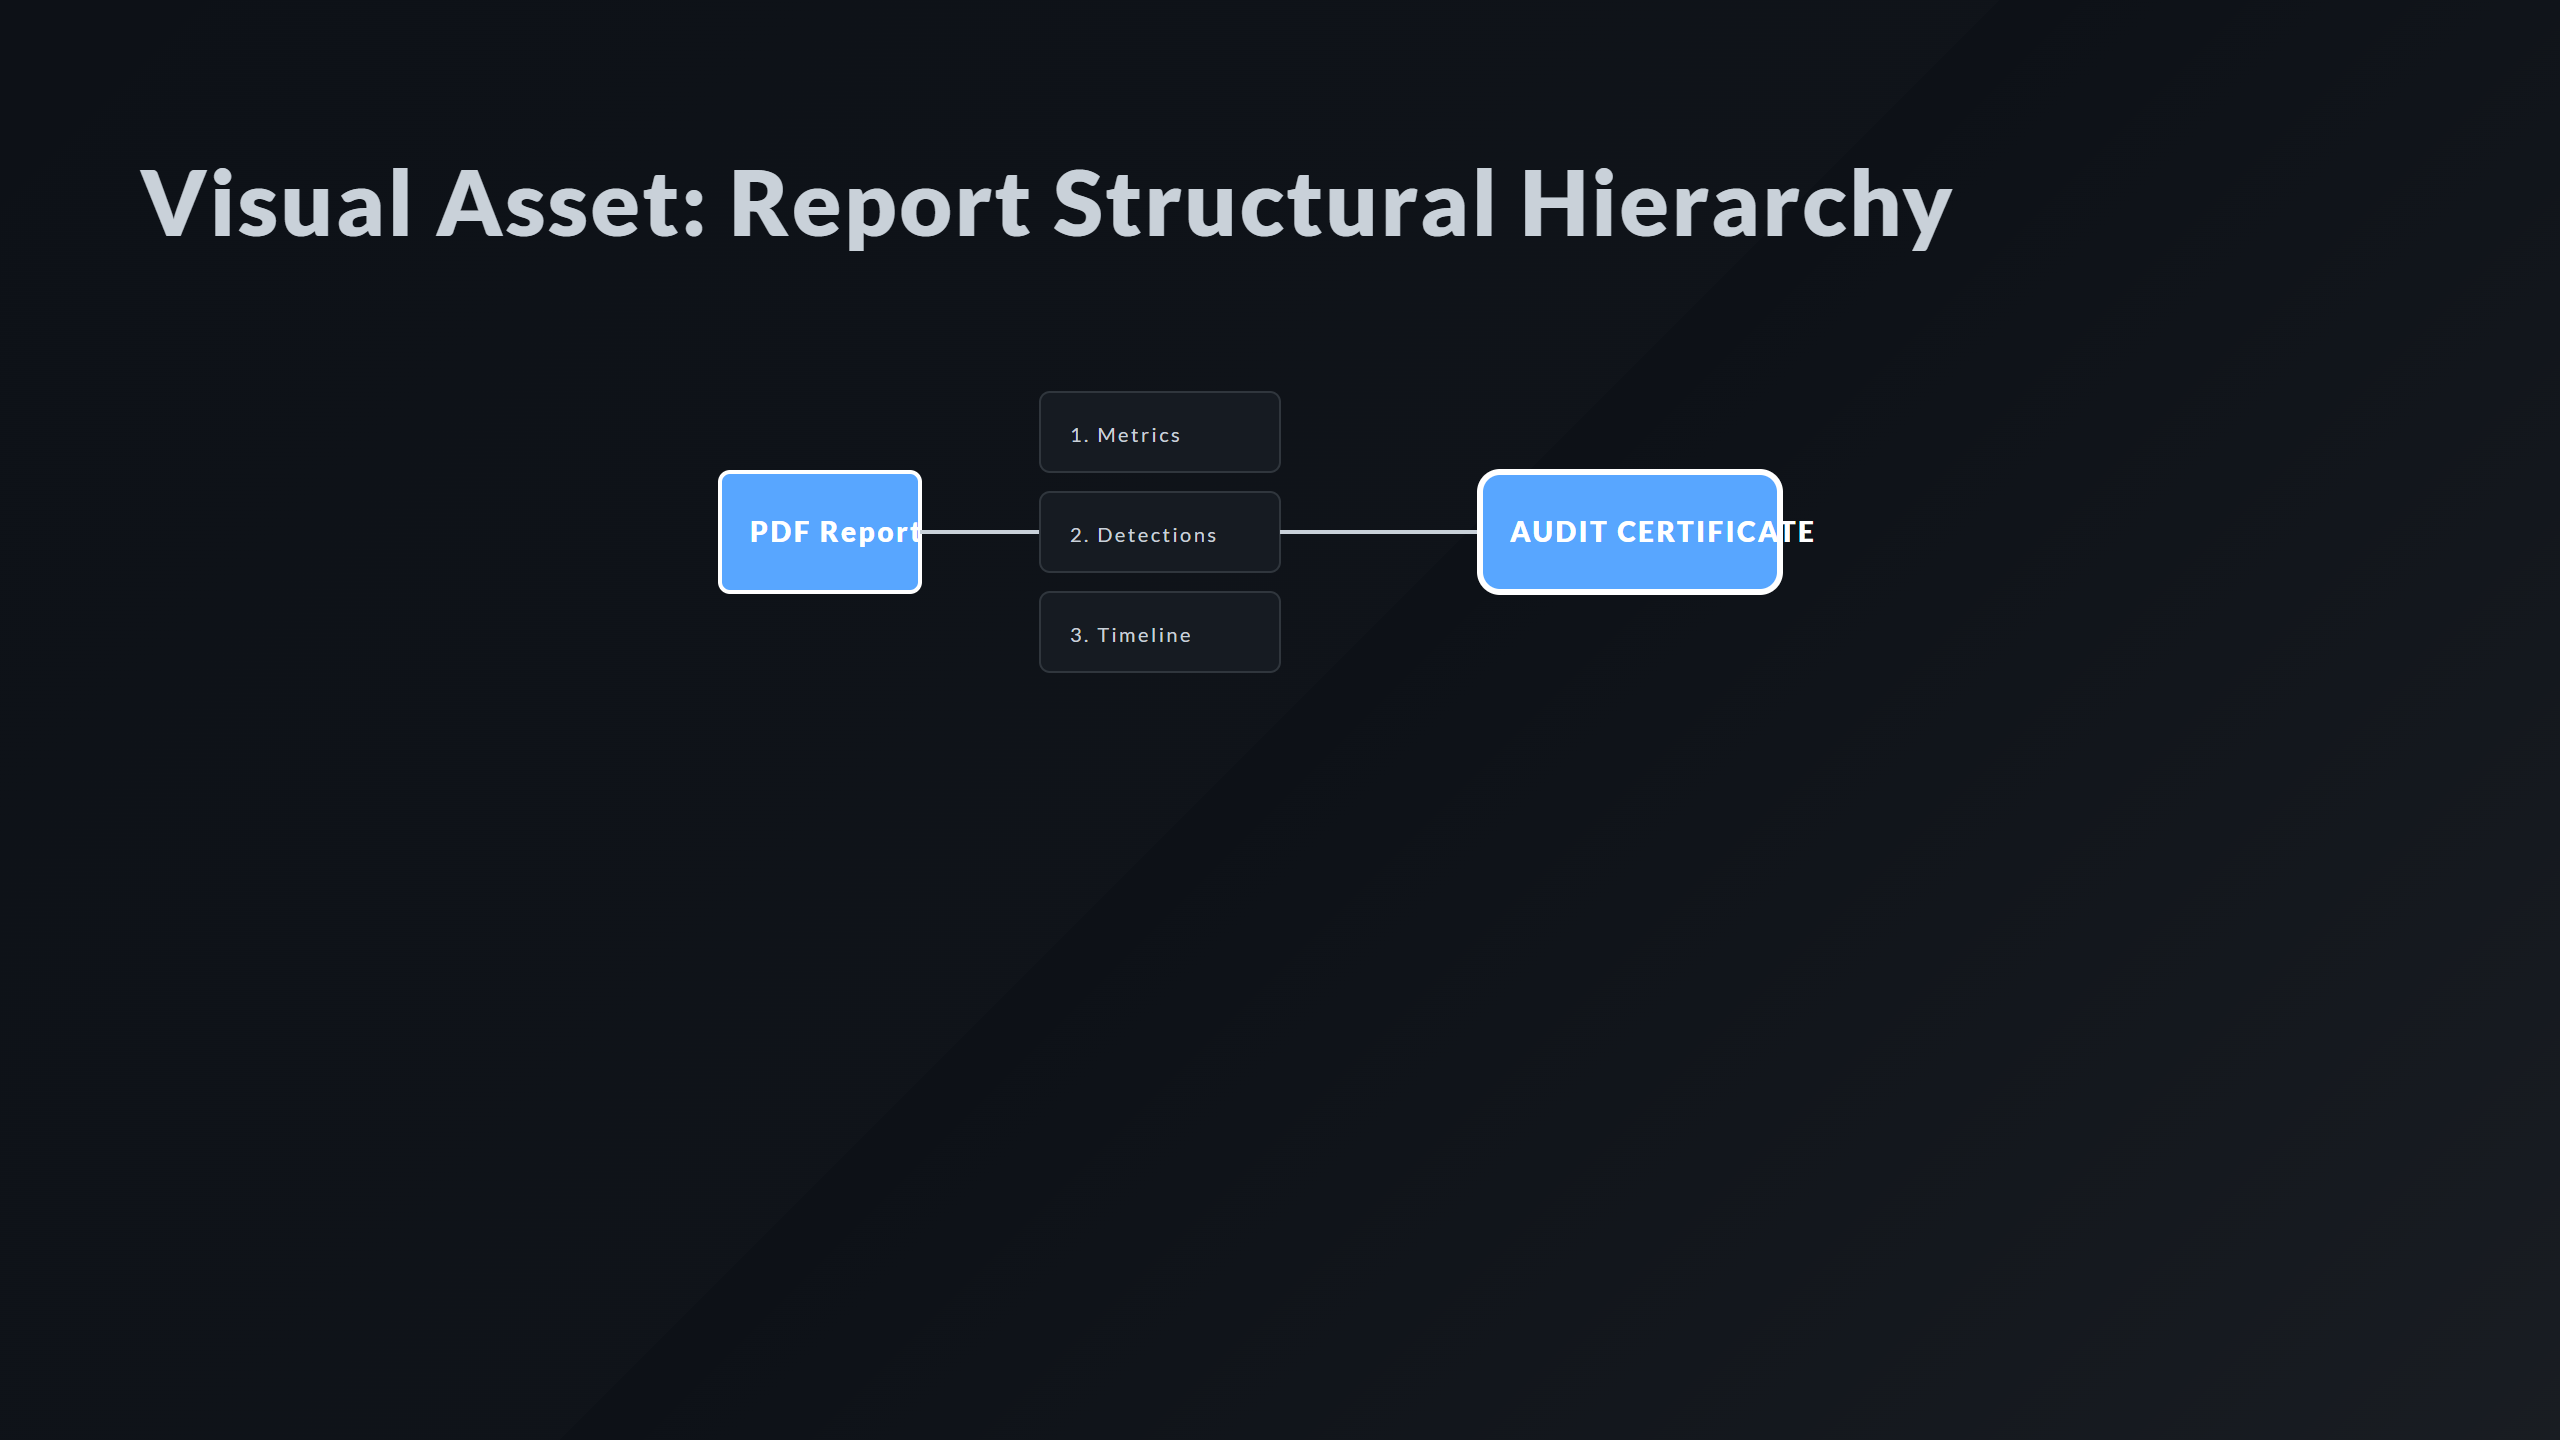 Visual Asset: Report Structural Hierarchy
1. Metrics
PDF Report
2. Detections
AUDIT CERTIFICATE
3. Timeline